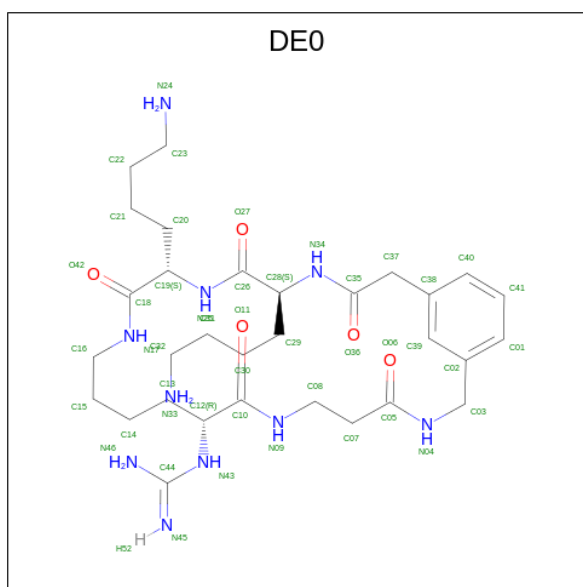 DE0
N24
H₂N
C23
C22
C21
C20
O27
O
N34
H
N
C37
C40
O42
O
C28(S)
C38
C41
C19(S)
C26
C35
C18
N
H
O11
O
C29
O36
O
O06
O
C39
C01
NH
N17
C16
C32
C30
C02
C08
C13
NH₂
C12(R)
C03
C15
N33
C10
C05
C07
C14
N
H
N09
NH
N04
N46
H₂N
C44
NH
N43
N
N45
H
H52